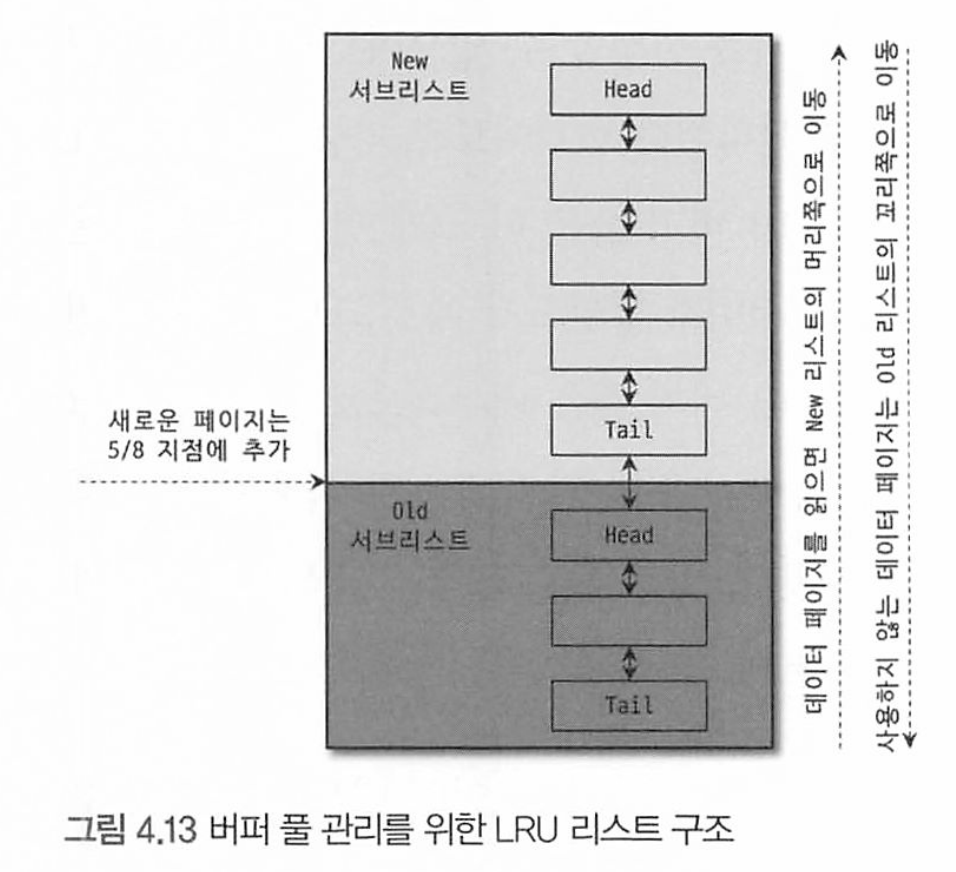 New
서브리스트
Head
Tail
새로운 페이지는
5/8 지점에 추가
Old
서브리스트
Head
Tail
데이터 페이지를 읽으면 New 리스트의 머리쪽으로 이동
사용하지 않는 데이터 페이지는 Old 리스트의 꼬리쪽으로 이동
그림 4.13 버퍼 풀 관리를 위한 LRU 리스트 구조